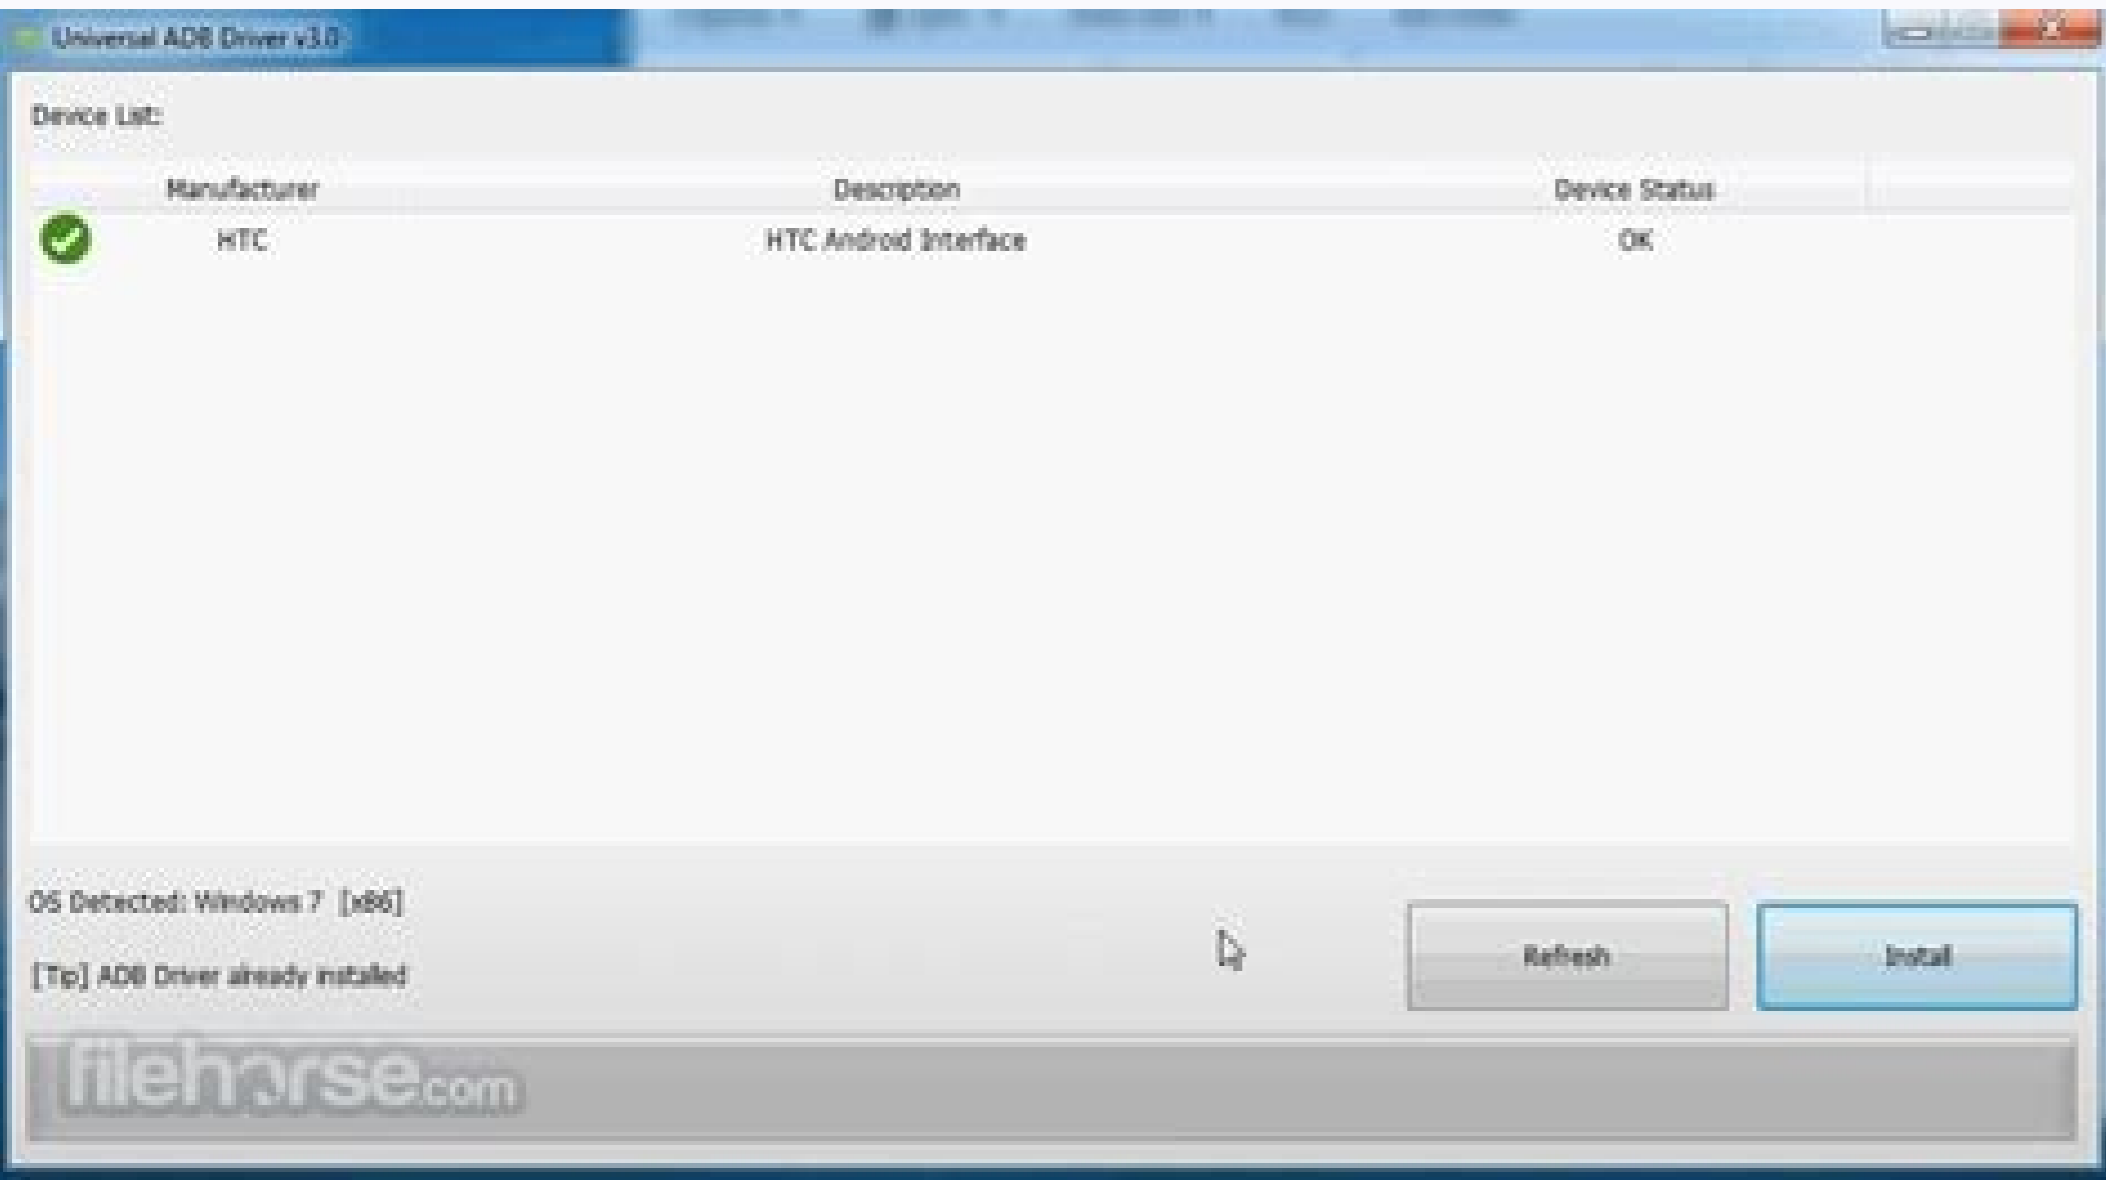 Universal ADB Driver v3.0
Device List:
Manufacturer Description Device Status
HTC HTC Android Interface OK
OS Detected: Windows 7 [x86]
[Tip] ADB Driver already installed
Refresh Install
filehorse.com